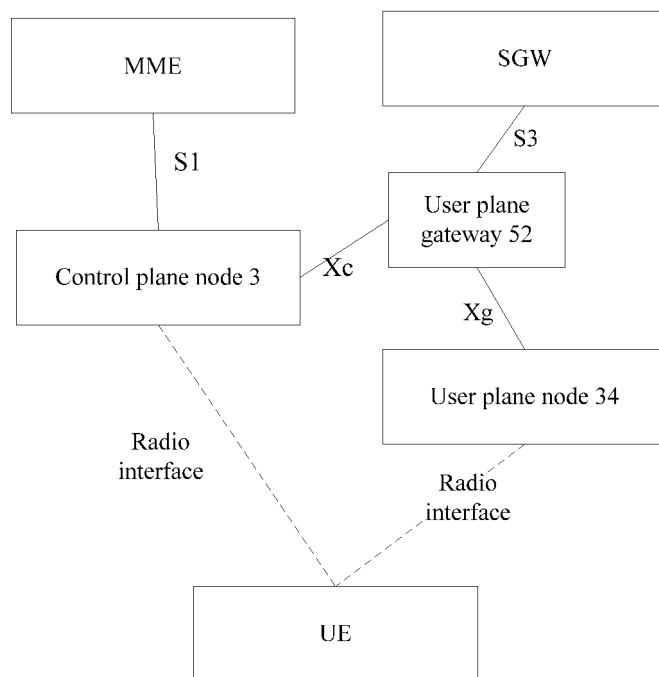 MME
SGW
S1
S3
User plane
gateway 52
Control plane node 3
Xc
Xg
User plane node 34
Radio
interface
Radio
interface
UE